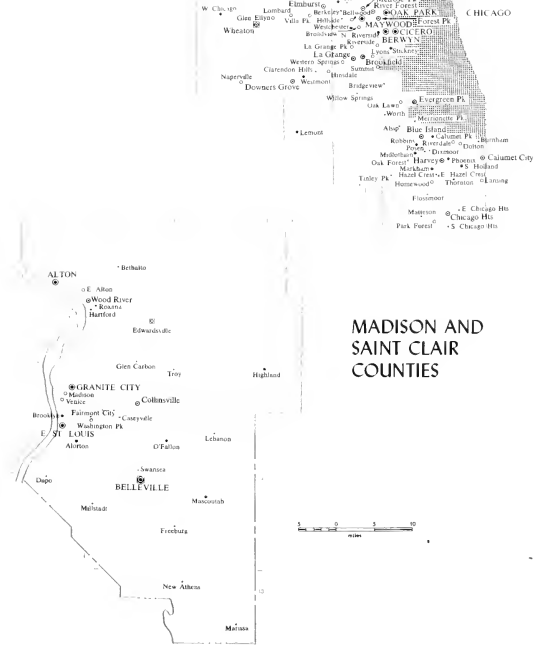 River Forest
W Chicago
Lombard
Elmhurst
Berkeley
Bellwood
OAK PARK
CHICAGO
Glen Ellyn
Villa Pk
Hillside
MAYWOOD
Forest Pk
Wheaton
Westchester
CICERO
Broadview
N Riverside
BERWYN
Riverside
La Grange Pk
Lyons
Stickney
La Grange
Western Springs
Brookfield
Clarendon Hills
Summit
Naperville
Westmont
Hinsdale
Downers Grove
Bridgeview
Willow Springs
Evergreen Pk
Oak Lawn
Worth
Merrionette Pk
Lemont
Alsip
Blue Island
Robbins
Calumet Pk
Burnham
Riverdale
Dolton
Posen
Dixmoor
Midlothian
Oak Forest
Harvey
Phoenix
Calumet City
Markham
S Holland
Tinley Pk
Hazel Crest
E Hazel Crest
Homewood
Thornton
Lansing
Flossmoor
Matteson
E Chicago Hts
Chicago Hts
Park Forest
S Chicago Hts
Bethalto
ALTON
E Alton
Wood River
Roxana
Hartford
Edwardsville
MADISON AND
SAINT CLAIR
COUNTIES
Glen Carbon
Troy
Highland
GRANITE CITY
Madison
Venice
Collinsville
Brooklyn
Fairmont City
Caseyville
Washington Pk
E ST LOUIS
Alorton
O'Fallon
Lebanon
Swansea
Dupo
BELLEVILLE
Mascoutah
Millstadt
5 0 5 10
miles
Freeburg
New Athens
Marissa